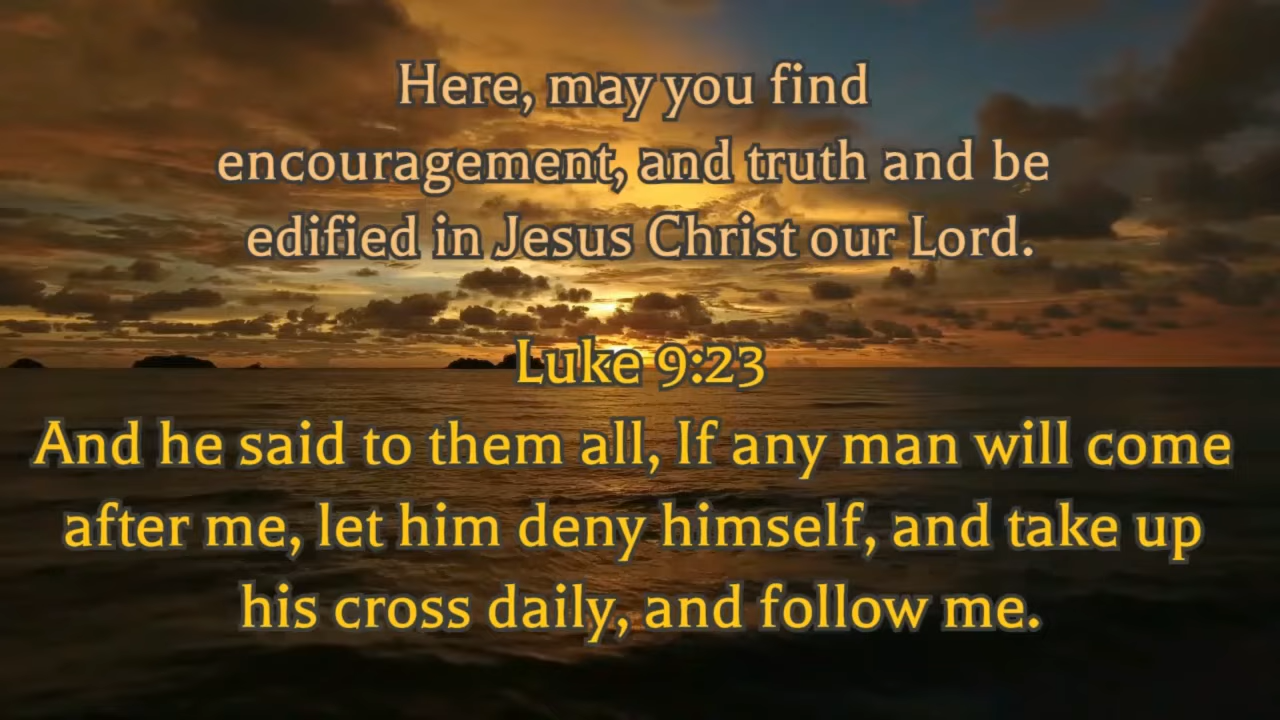 Here, may you find
encouragement, and truth and be
edified in Jesus Christ our Lord.
Luke 9:23
And he said to them all, If any man will come
after me, let him deny himself, and take up
his cross daily, and follow me.